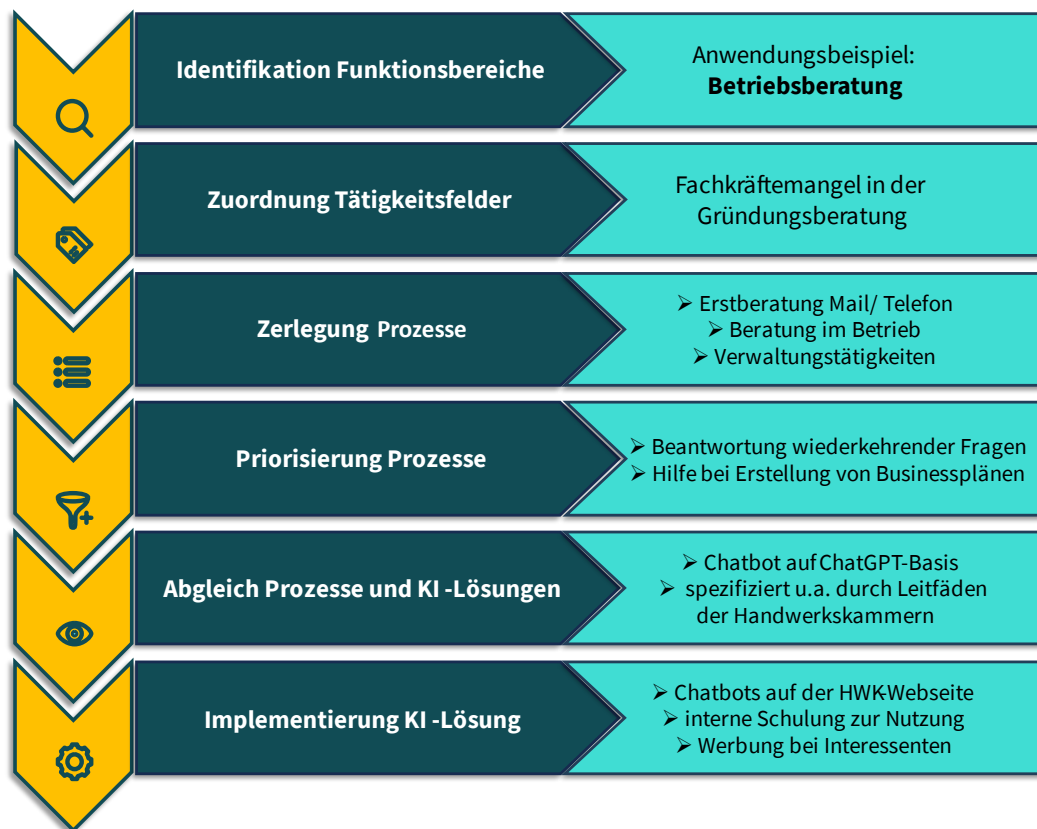 Identifikation Funktionsbereiche
Anwendungsbeispiel:
Betriebsberatung
Zuordnung Tätigkeitsfelder
Fachkräftemangel in der
Gründungsberatung
Zerlegung Prozesse
➢ Erstberatung Mail/ Telefon
➢ Beratung im Betrieb
➢ Verwaltungstätigkeiten
Priorisierung Prozesse
➢ Beantwortung wiederkehrender Fragen
➢ Hilfe bei Erstellung von Businessplänen
Abgleich Prozesse und KI -Lösungen
➢ Chatbot auf ChatGPT-Basis
➢ spezifiziert u.a. durch Leitfäden
der Handwerkskammern
Implementierung KI -Lösung
➢ Chatbots auf der HWK-Webseite
➢ interne Schulung zur Nutzung
➢ Werbung bei Interessenten